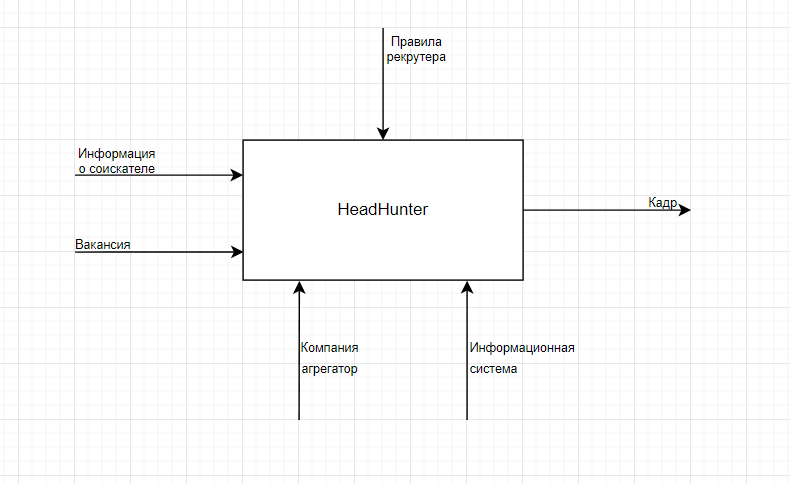 Правила
рекрутера
Информация
о соискателе
HeadHunter
Кадр
Вакансия
Компания
агрегатор
Информационная
система